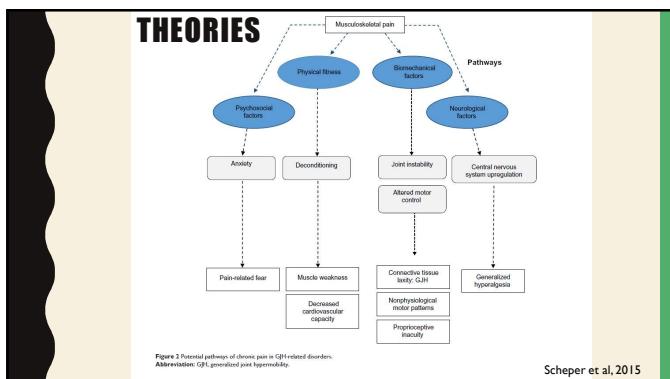 THEORIES
Musculoskeletal pain
Pathways
Physical fitness
Biomechanical
factors
Psychosocial
factors
Neurological
factors
Anxiety
Deconditioning
Joint instability
Central nervous
system upregulation
Altered motor
control
Pain-related fear
Muscle weakness
Connective tissue
laxity: GJH
Generalized
hyperalgesia
Decreased
cardiovascular
capacity
Nonphysiological
motor patterns
Proprioceptive
inacuity
Figure 2 Potential pathways of chronic pain in GJH-related disorders.
Abbreviation: GJH, generalized joint hypermobility.
Scheper et al, 2015